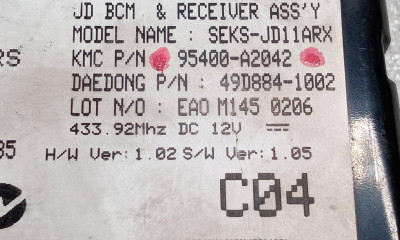 JD BCM & RECEIVER ASS'Y
MODEL NAME : SEKS-JD11ARX
KMC P/N 95400-A2042
DAEDONG P/N : 49D884-1002
LOT N/O : EAO M145 0206
433.92Mhz DC 12V
H/W Ver: 1.02 S/W Ver: 1.05
C04